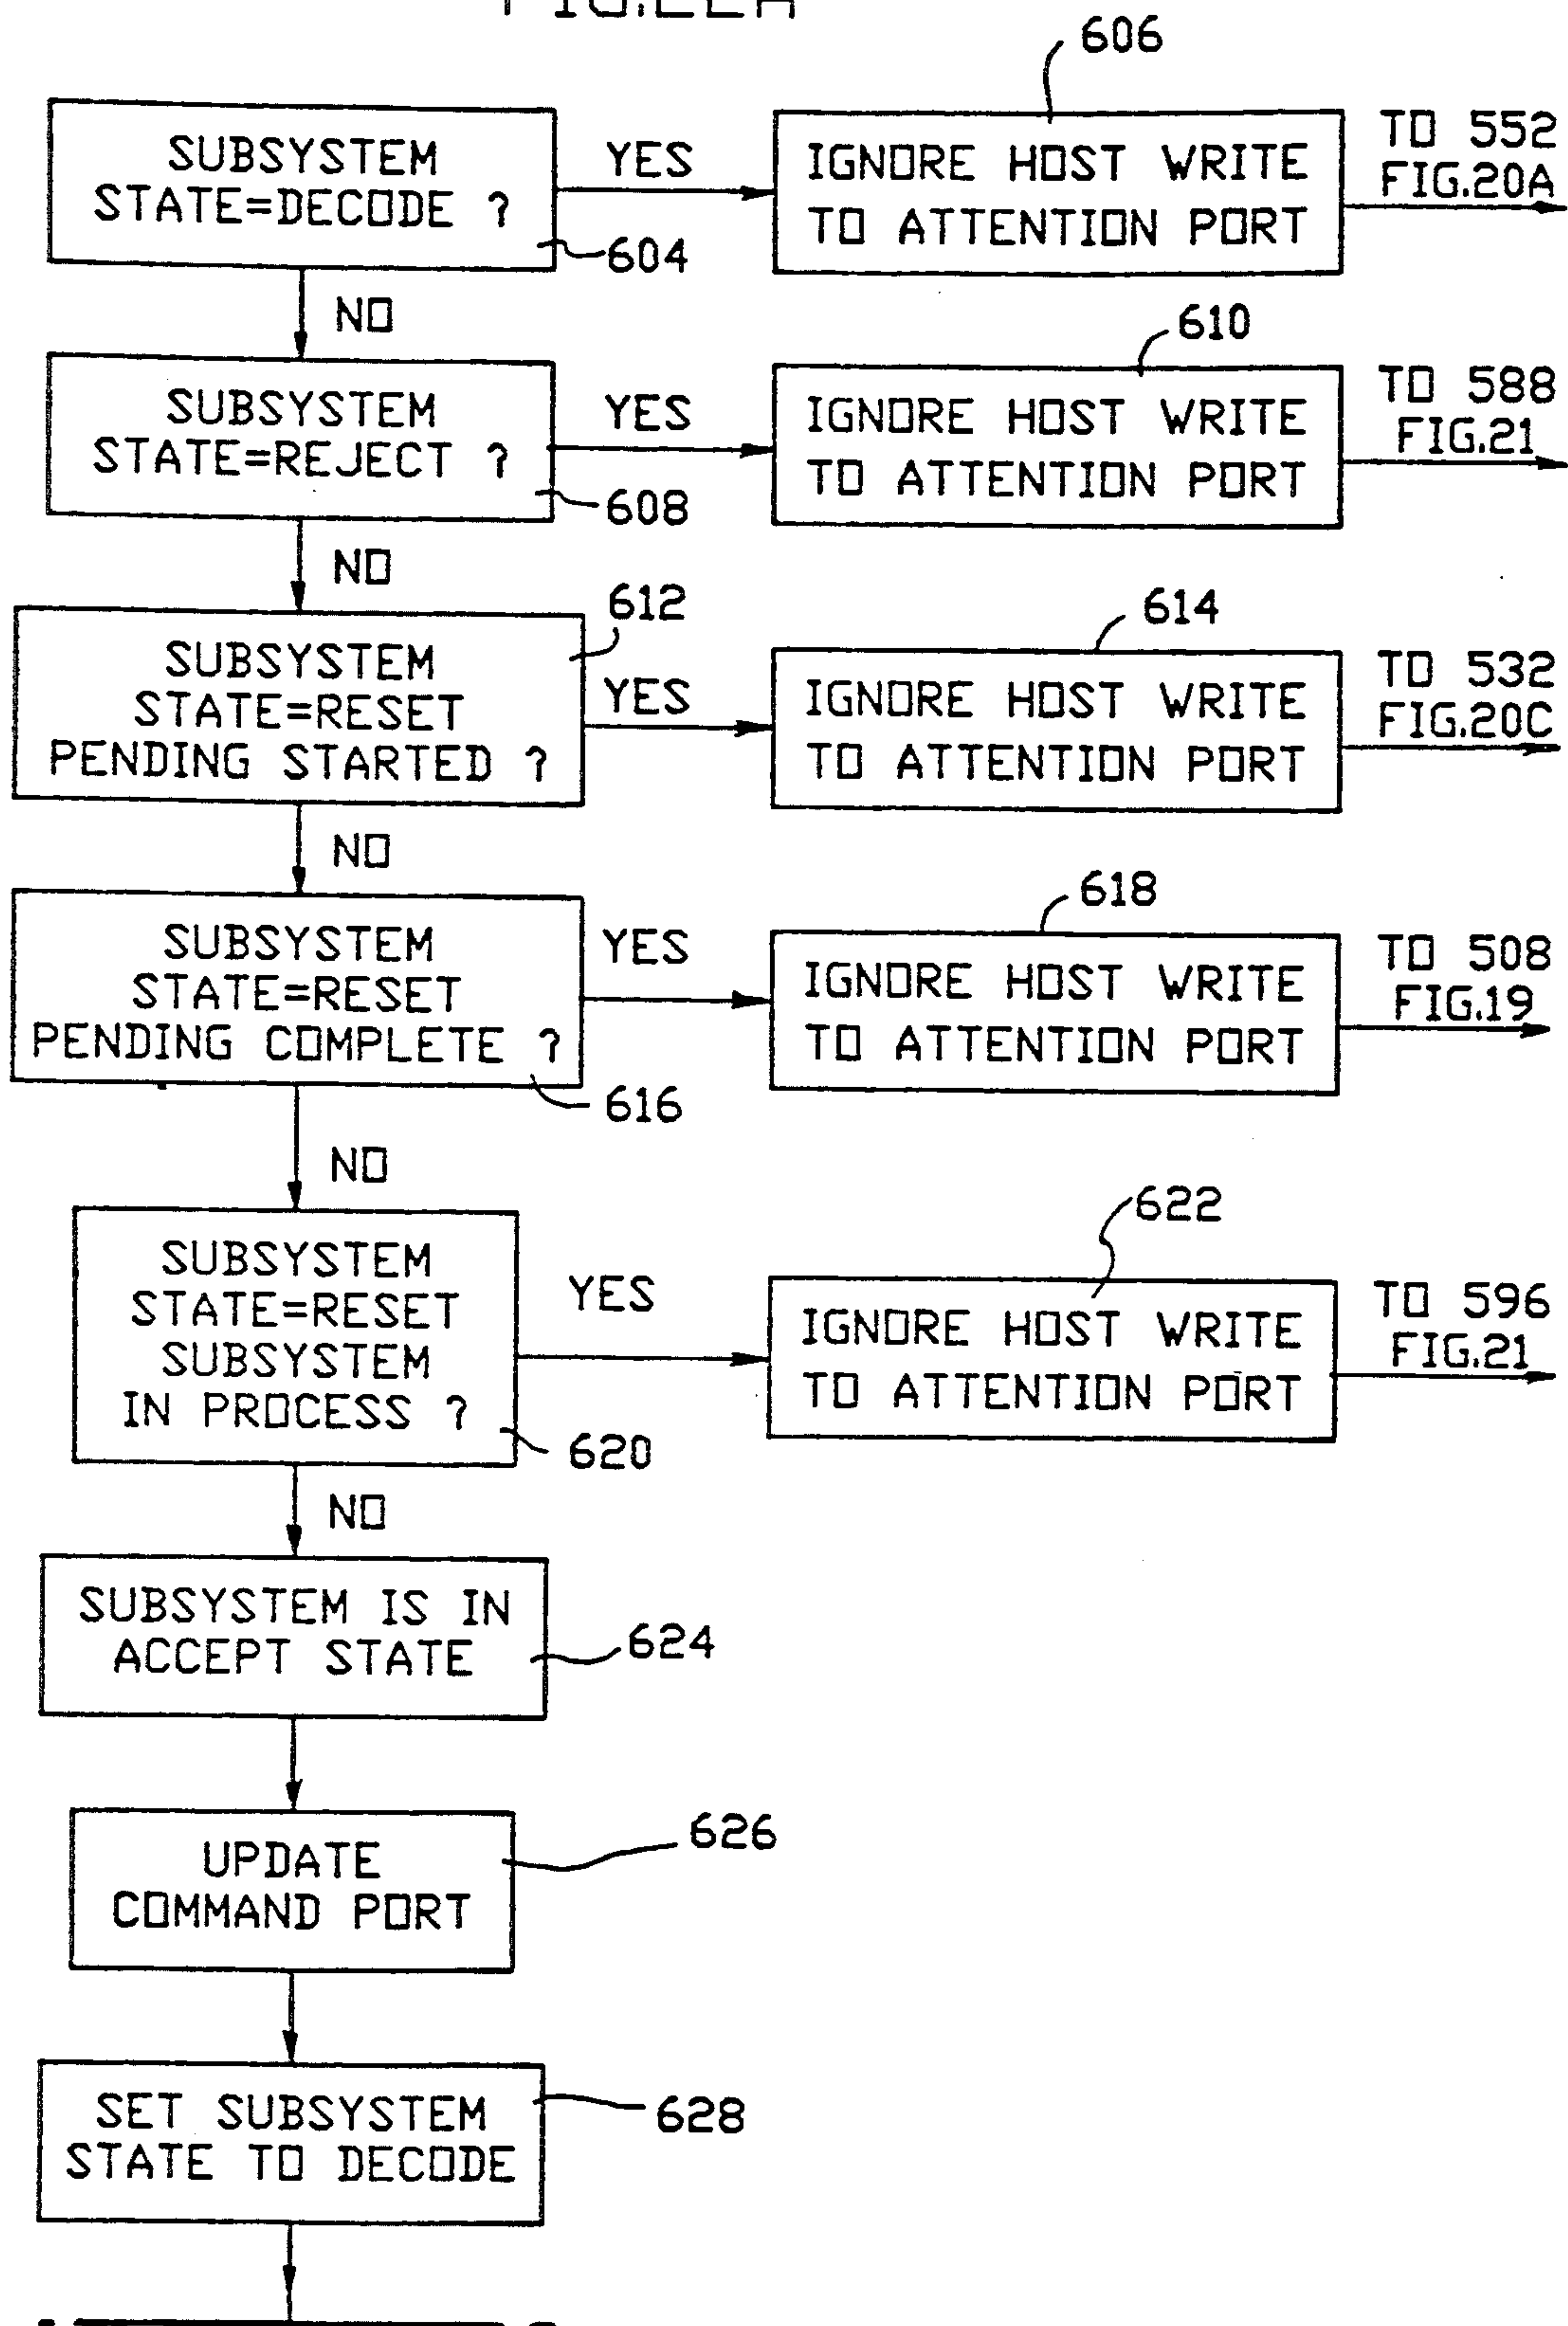 FIG.22A
606
SUBSYSTEM
STATE=DECODE ?
604
YES
IGNORE HOST WRITE
TO ATTENTION PORT
TO 552
FIG.20A
NO
610
SUBSYSTEM
STATE=REJECT ?
608
YES
IGNORE HOST WRITE
TO ATTENTION PORT
TO 588
FIG.21
NO
612
614
SUBSYSTEM
STATE=RESET
PENDING STARTED ?
YES
IGNORE HOST WRITE
TO ATTENTION PORT
TO 532
FIG.20C
NO
618
SUBSYSTEM
STATE=RESET
PENDING COMPLETE ?
616
YES
IGNORE HOST WRITE
TO ATTENTION PORT
TO 508
FIG.19
NO
622
SUBSYSTEM
STATE=RESET
SUBSYSTEM
IN PROCESS ?
620
YES
IGNORE HOST WRITE
TO ATTENTION PORT
TO 596
FIG.21
NO
SUBSYSTEM IS IN
ACCEPT STATE
624
UPDATE
COMMAND PORT
626
SET SUBSYSTEM
STATE TO DECODE
628